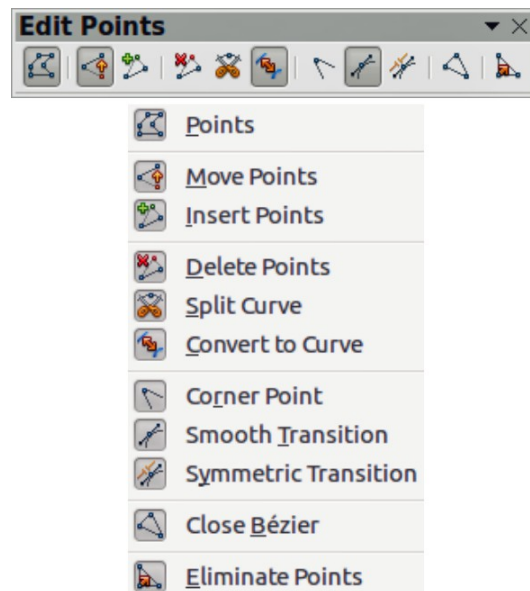 Edit Points
Points
Move Points
Insert Points
Delete Points
Split Curve
Convert to Curve
Corner Point
Smooth Transition
Symmetric Transition
Close Bézier
Eliminate Points